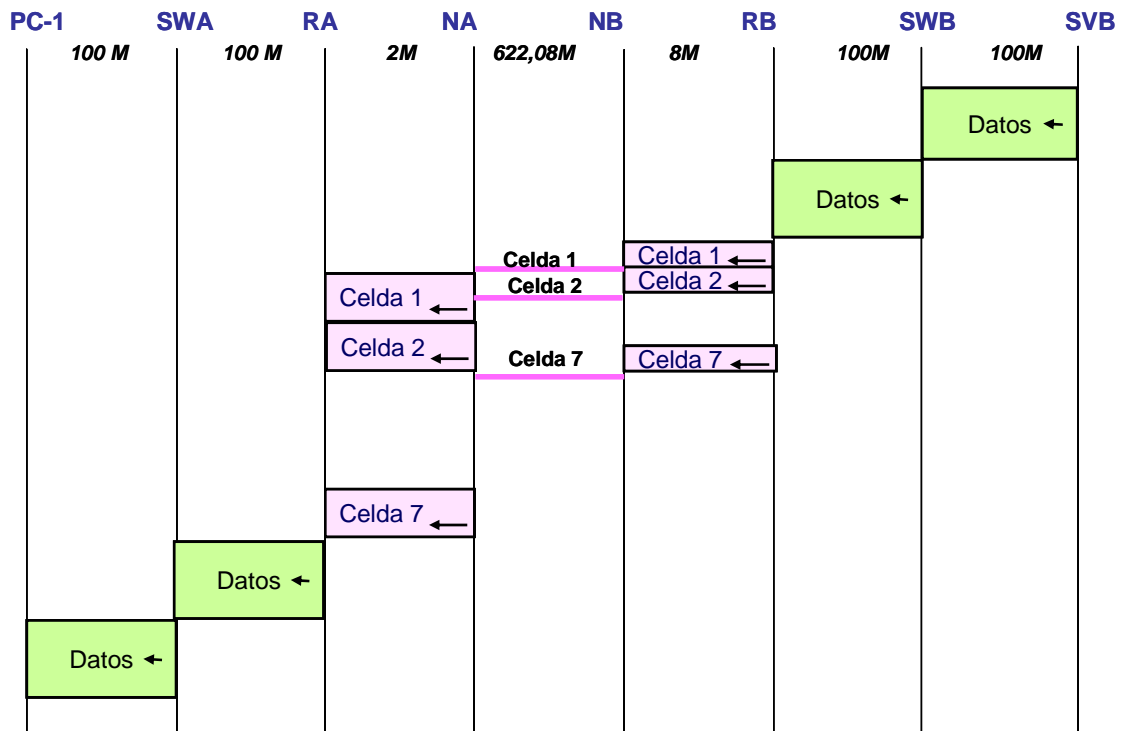 PC-1 SWA RA NA NB RB SWB SVB
100 M 100 M 2M 622,08M 8M 100M 100M
Datos
Datos
Celda 1 Celda 1
Celda 2 Celda 2
Celda 1
Celda 2 Celda 7 Celda 7
Celda 7
Datos
Datos